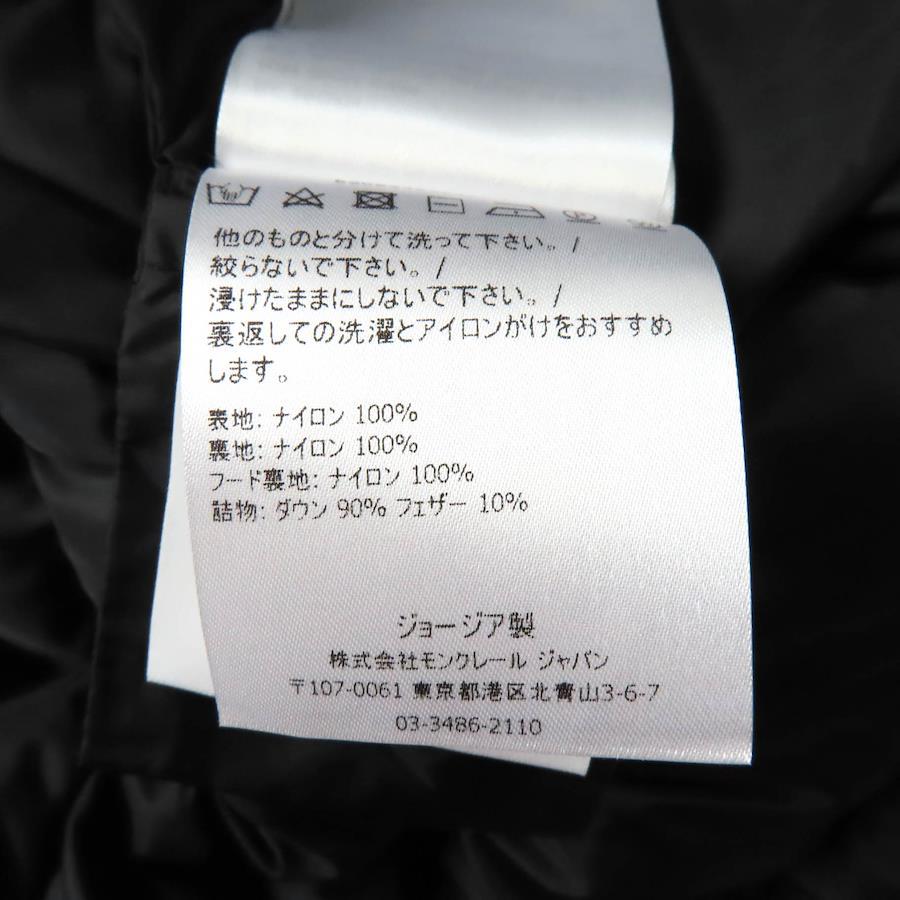 他のものと分けて洗って下さい。/
絞らないで下さい。/
浸けたままにしないで下さい。/
裏返しての洗濯とアイロンがけをおすすめ
します。
表地: ナイロン 100%
裏地: ナイロン 100%
フード裏地: ナイロン 100%
詰物: ダウン 90% フェザー 10%
ジョージア製
株式会社モンクレール ジャパン
〒107-0061 東京都港区北青山3-6-7
03-3486-2110